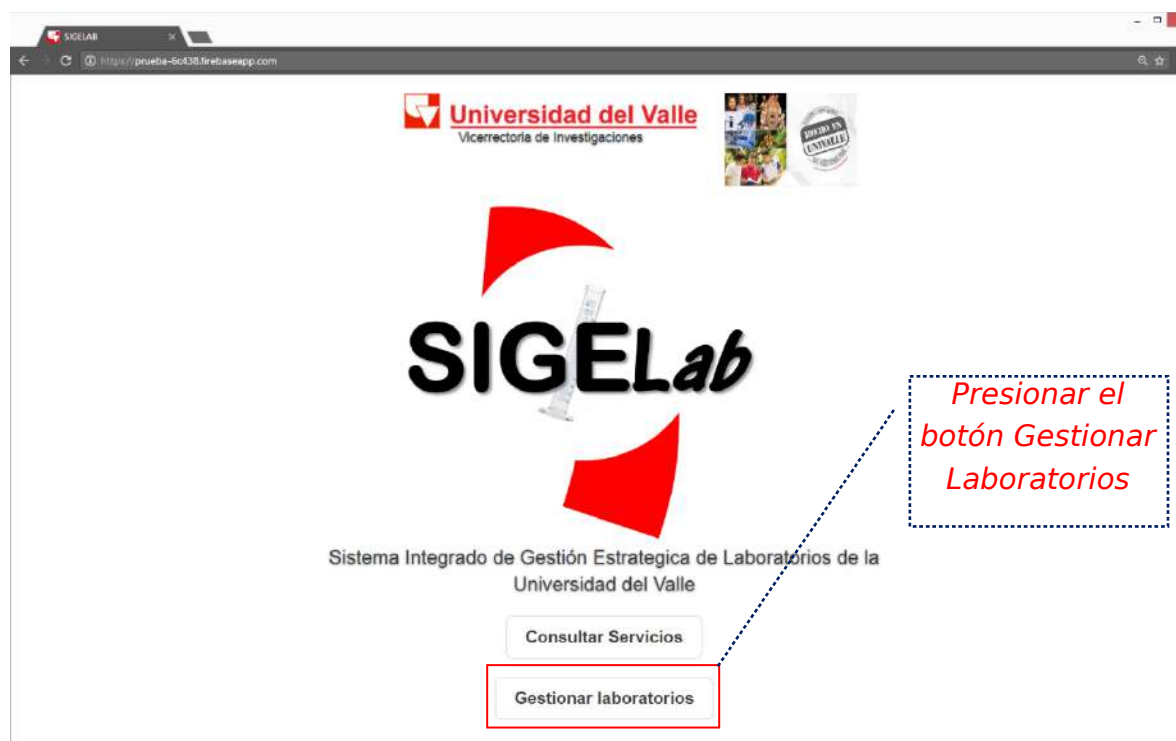 SIGELAB
https://prueba-6c438.firebaseapp.com
Universidad del Valle
Vicerrectoría de Investigaciones
UNIVALLE
SIGELab
Presionar el
botón Gestionar
Laboratorios
Sistema Integrado de Gestión Estrategica de Laboratorios de la
Universidad del Valle
Consultar Servicios
Gestionar laboratorios